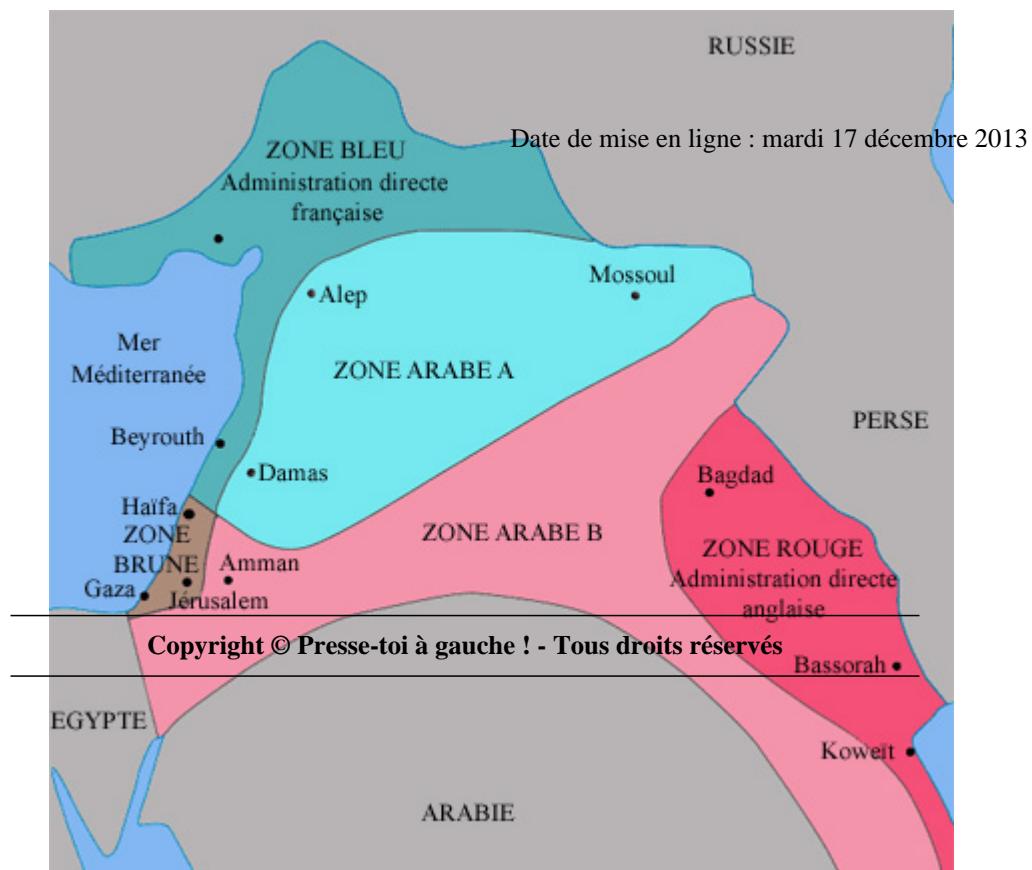 RUSSIE
Date de mise en ligne : mardi 17 décembre 2013
ZONE BLEU
Administration directe
française
Mossoul
Alep
Mer
Méditerranée
ZONE ARABE A
PERSE
Beyrouth
Damas
Bagdad
Haïfa
ZONE
BRUNE
ZONE ARABE B
ZONE ROUGE
Administration directe
anglaise
Amman
Gaza
Jérusalem
Copyright © Presse-toi à gauche ! - Tous droits réservés
Bassorah
EGYPTE
Koweït
ARABIE